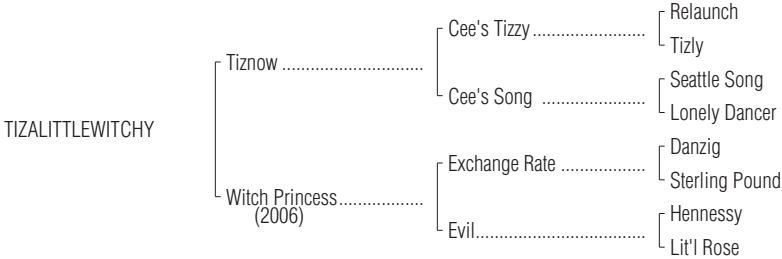 Relaunch
Cee's Tizzy ........................
Tizly
Tiznow ..............................
Seattle Song
Cee's Song ......................
Lonely Dancer
TIZALITTLEWITCHY
Danzig
Exchange Rate ..................
Sterling Pound
Witch Princess..................
(2006)
Hennessy
Evil....................................
Lit'l Rose